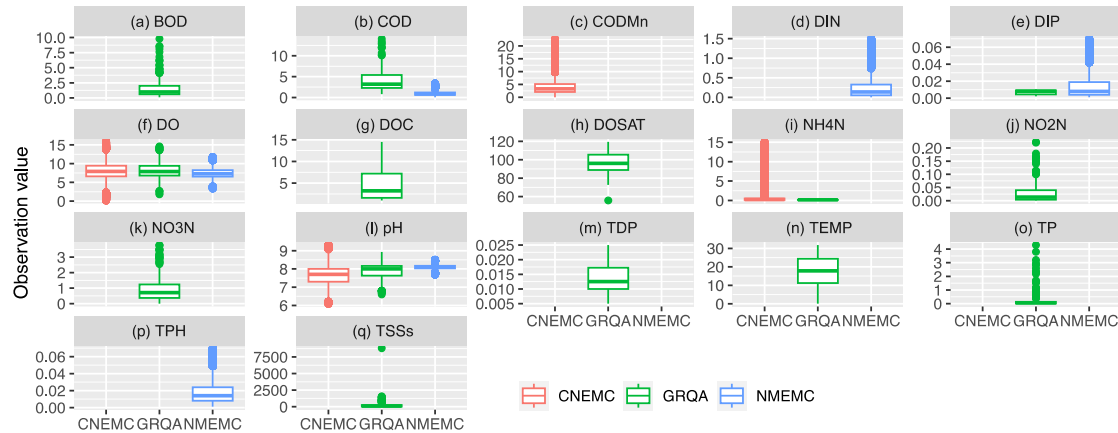 (a) BOD
(b) COD
(c) CODMn
(d) DIN
(e) DIP
10.0
7.5
5.0
2.5
0.0
10
5
0
20
15
10
5
0
1.5
1.0
0.5
0.0
0.06
0.04
0.02
0.00
(f) DO
(g) DOC
(h) DOSAT
(i) NH4N
(j) NO2N
15
10
5
0
15
10
5
120
100
80
60
15
10
5
0
0.20
0.15
0.10
0.05
0.00
(k) NO3N
(l) pH
(m) TDP
(n) TEMP
(o) TP
3
2
1
0
9
8
7
6
0.025
0.020
0.015
0.010
0.005
30
20
10
0
4
3
2
1
0
CNEMC GRQA NMEMC
CNEMC GRQA NMEMC
CNEMC GRQA NMEMC
(p) TPH
(q) TSSs
0.06
0.04
0.02
0.00
7500
5000
2500
0
CNEMC GRQA NMEMC
CNEMC GRQA NMEMC
Observation value
CNEMC GRQA NMEMC